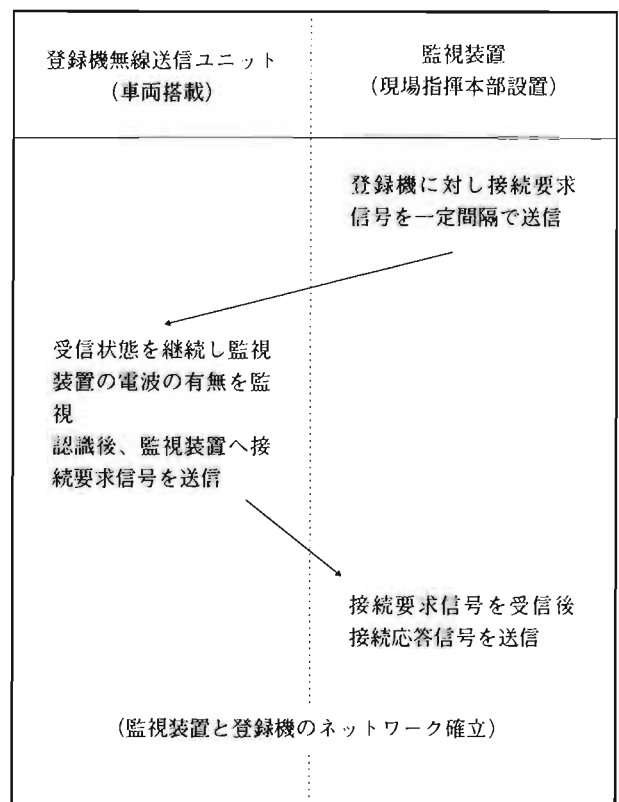 登録機無線送信ユニット
(車両搭載)
監視装置
(現場指揮本部設置)
登録機に対し接続要求
信号を一定間隔で送信
受信状態を継続し監視
装置の電波の有無を監
視
認識後、監視装置へ接
続要求信号を送信
接続要求信号を受信後
接続応答信号を送信
(監視装置と登録機のネットワーク確立)